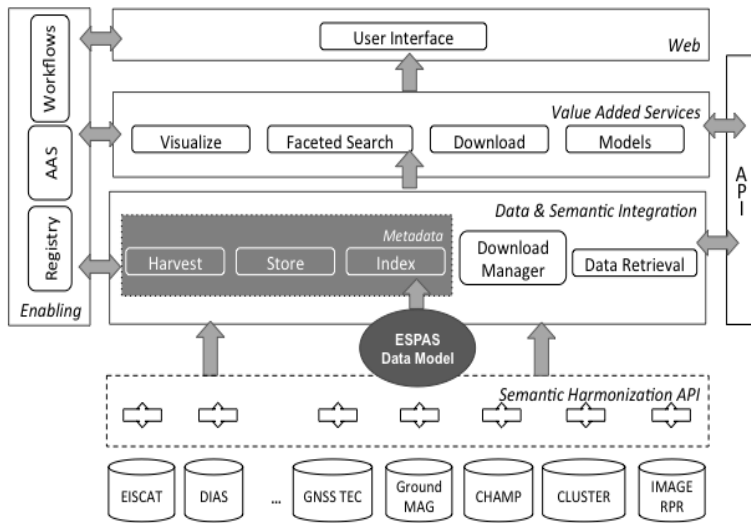 User Interface
Web
Workflows
AAS
Registry
Enabling
Value Added Services
Visualize
Faceted Search
Download
Models
API
Data & Semantic Integration
Metadata
Harvest
Store
Index
Download
Manager
Data Retrieval
ESPAS
Data Model
Semantic Harmonization API
EISCAT
DIAS
...
GNSS TEC
Ground
MAG
CHAMP
CLUSTER
IMAGE
RPR